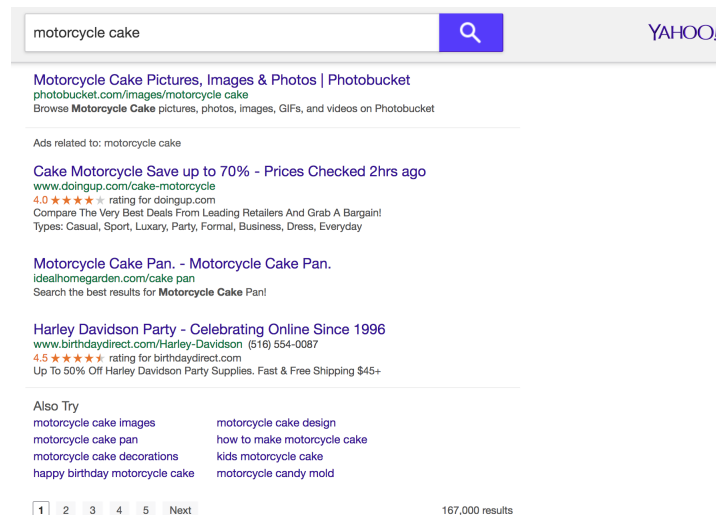 motorcycle cake
YAHOO!
Motorcycle Cake Pictures, Images & Photos | Photobucket
photobucket.com/images/motorcycle cake
Browse Motorcycle Cake pictures, photos, images, GIFs, and videos on Photobucket
Ads related to: motorcycle cake
Cake Motorcycle Save up to 70% - Prices Checked 2hrs ago
www.doingup.com/cake-motorcycle
4.0 ★★★★★ rating for doingup.com
Compare The Very Best Deals From Leading Retailers And Grab A Bargain!
Types: Casual, Sport, Luxary, Party, Formal, Business, Dress, Everyday
Motorcycle Cake Pan. - Motorcycle Cake Pan.
idealhomegarden.com/cake pan
Search the best results for Motorcycle Cake Pan!
Harley Davidson Party - Celebrating Online Since 1996
www.birthdaydirect.com/Harley-Davidson (516) 554-0087
4.5 ★★★★★ rating for birthdaydirect.com
Up To 50% Off Harley Davidson Party Supplies. Fast & Free Shipping $45+
Also Try
motorcycle cake images motorcycle cake design
motorcycle cake pan how to make motorcycle cake
motorcycle cake decorations kids motorcycle cake
happy birthday motorcycle cake motorcycle candy mold
1 2 3 4 5 Next 167,000 results